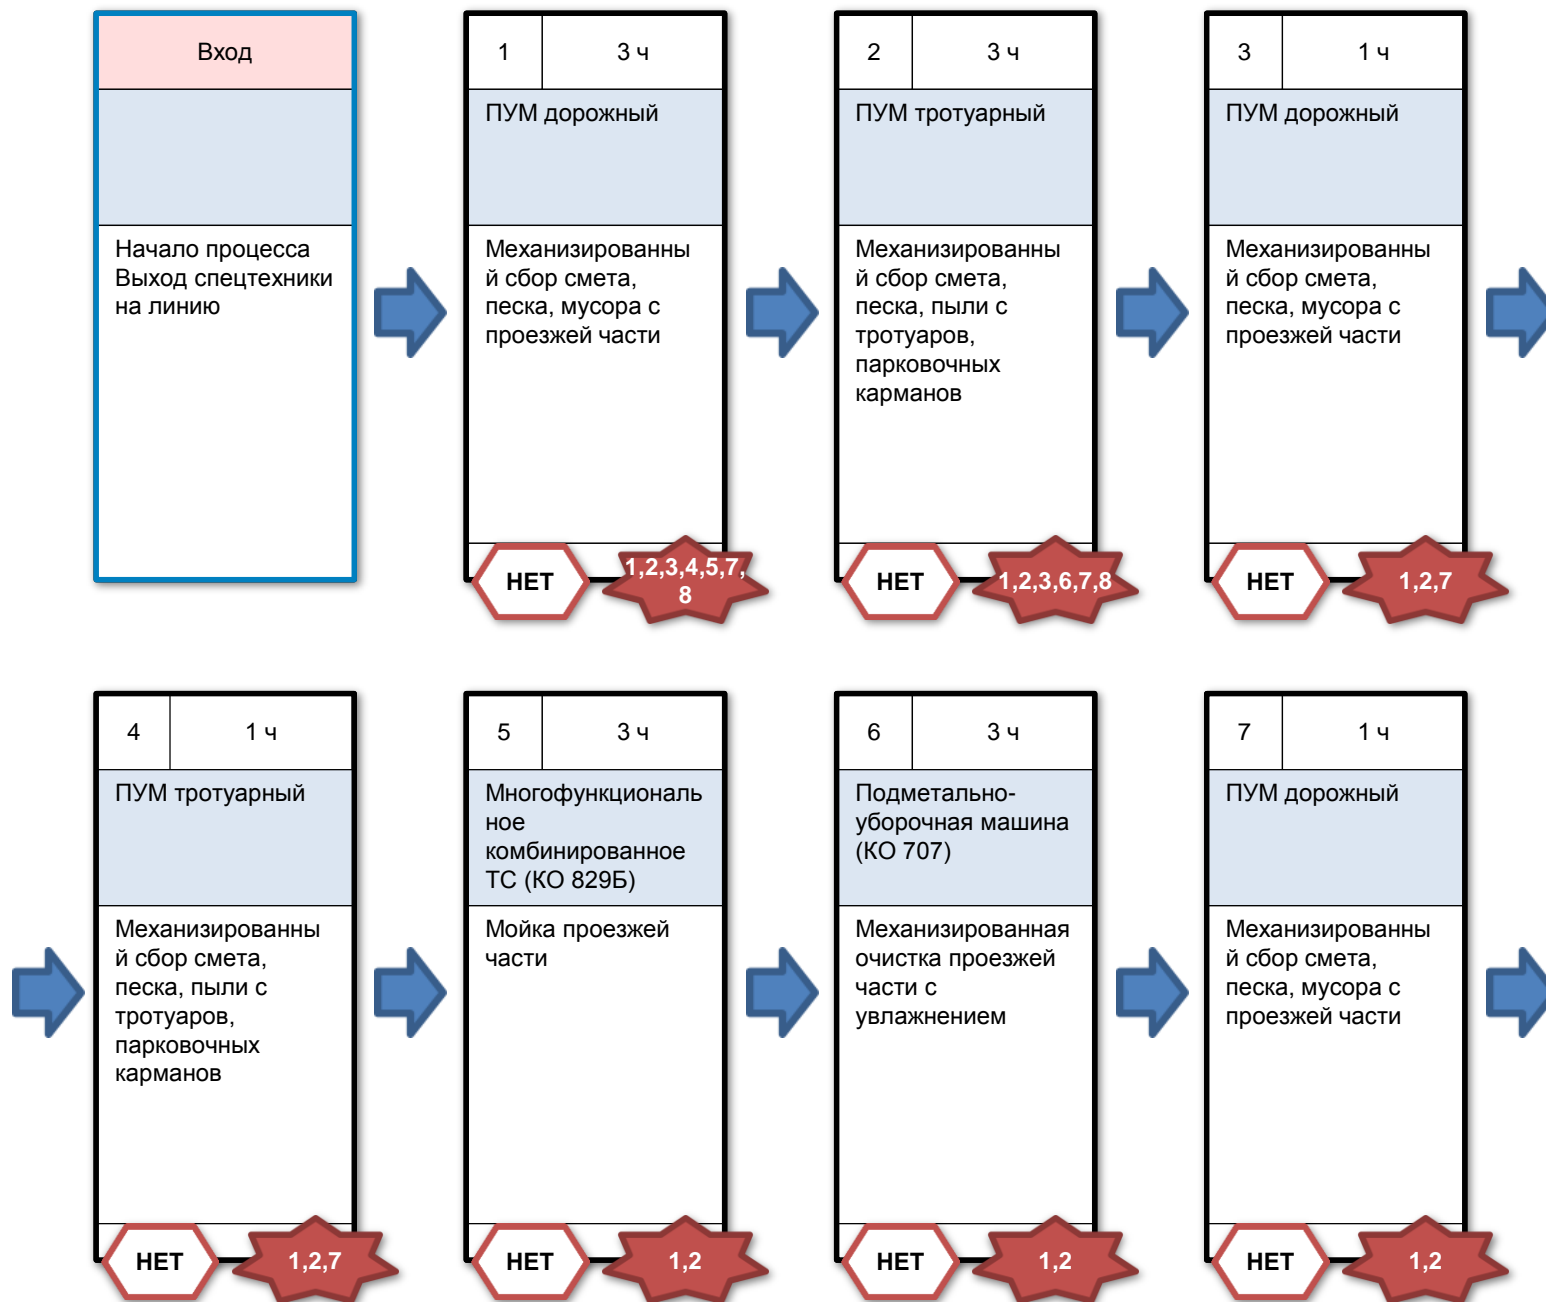 Вход
Начало процесса
Выход спецтехники
на линию
1
3 ч
ПУМ дорожный
Механизированны
й сбор смета,
песка, мусора с
проезжей части
НЕТ
1,2,3,4,5,7,
8
2
3 ч
ПУМ тротуарный
Механизированны
й сбор смета,
песка, пыли с
тротуаров,
парковочных
карманов
НЕТ
1,2,3,6,7,8
3
1 ч
ПУМ дорожный
Механизированны
й сбор смета,
песка, мусора с
проезжей части
НЕТ
1,2,7
4
1 ч
ПУМ тротуарный
Механизированны
й сбор смета,
песка, пыли с
тротуаров,
парковочных
карманов
НЕТ
1,2,7
5
3 ч
Многофункциональ
ное
комбинированное
ТС (КО 829Б)
Мойка проезжей
части
НЕТ
1,2
6
3 ч
Подметально-
уборочная машина
(КО 707)
Механизированная
очистка проезжей
части с
увлажнением
НЕТ
1,2
7
1 ч
ПУМ дорожный
Механизированны
й сбор смета,
песка, мусора с
проезжей части
НЕТ
1,2